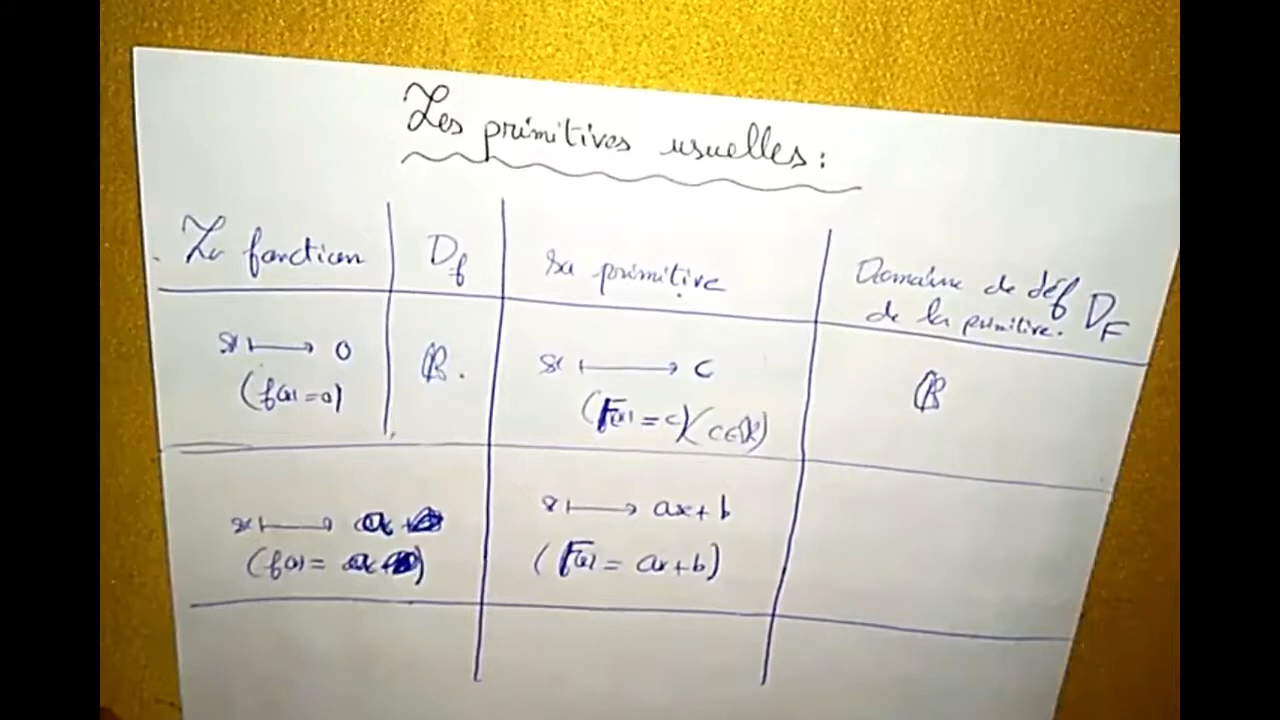 Les primitives usuelles :
La fonction
Df
sa primitive
Domaine de déf
de la primitive. DF
x ⟼ 0
(f(x) = 0)
ℝ.
x ⟼ c
(F(x) = c) (c∈ℝ)
ℝ
x ⟼ a
(f(x) = a)
x ⟼ ax + b
(F(x) = ax + b)